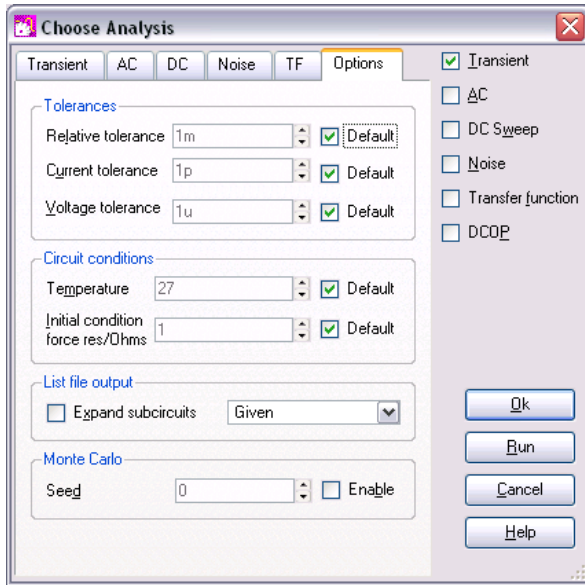 Choose Analysis
Transient AC DC Noise TF Options
Tolerances
Relative tolerance 1m Default
Current tolerance 1p Default
Voltage tolerance 1u Default
Circuit conditions
Temperature 27 Default
Initial condition
force res/Ohms 1 Default
List file output
Expand subcircuits Given
Monte Carlo
Seed 0 Enable
Transient
AC
DC Sweep
Noise
Transfer function
DCOP
Ok
Run
Cancel
Help